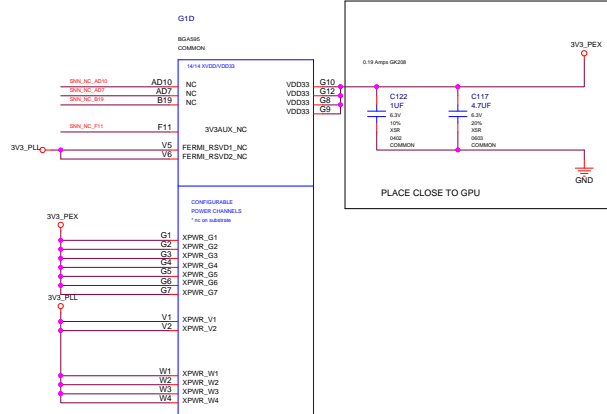 G1D
BGA595
COMMON
14/14 XVDD/VDD33
SNN_NC_AD10 AD10 NC
SNN_NC_AD7 AD7 NC
SNN_NC_B19 B19 NC
SNN_NC_F11 F11 3V3AUX_NC
3V3_PLL V5 FERMI_RSVD1_NC
V6 FERMI_RSVD2_NC
VDD33 G10
VDD33 G12
VDD33 G8
VDD33 G9
0.19 Amps GK208
3V3_PEX
C122
1UF
6.3V
10%
X5R
0402
COMMON
C117
4.7UF
6.3V
20%
X5R
0603
COMMON
GND
PLACE CLOSE TO GPU
CONFIGURABLE
POWER CHANNELS
* nc on substrate
3V3_PEX
G1 XPWR_G1
G2 XPWR_G2
G3 XPWR_G3
G4 XPWR_G4
G5 XPWR_G5
G6 XPWR_G6
G7 XPWR_G7
3V3_PLL
V1 XPWR_V1
V2 XPWR_V2
W1 XPWR_W1
W2 XPWR_W2
W3 XPWR_W3
W4 XPWR_W4